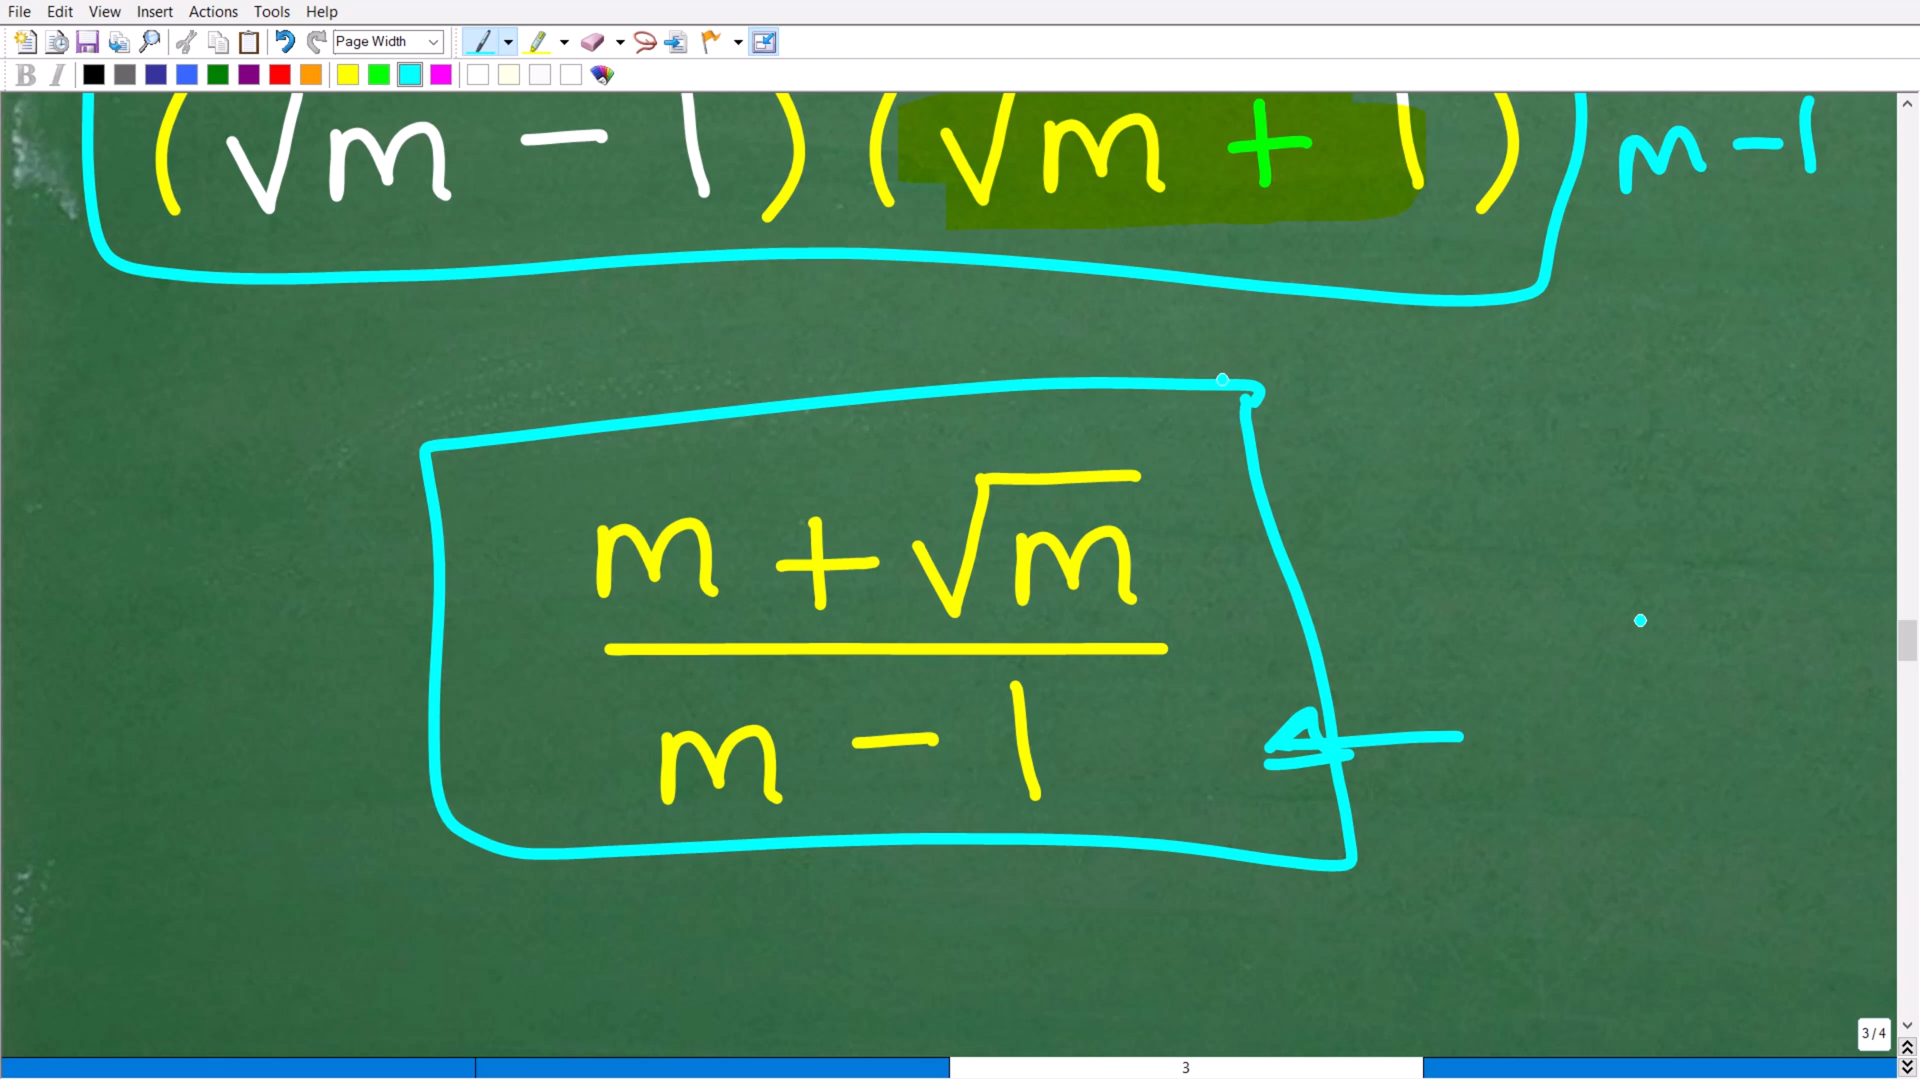 File Edit View Insert Actions Tools Help
Page Width
B I
(√m - 1) (√m + 1) m - 1
m + √m
m - 1
3/4
3